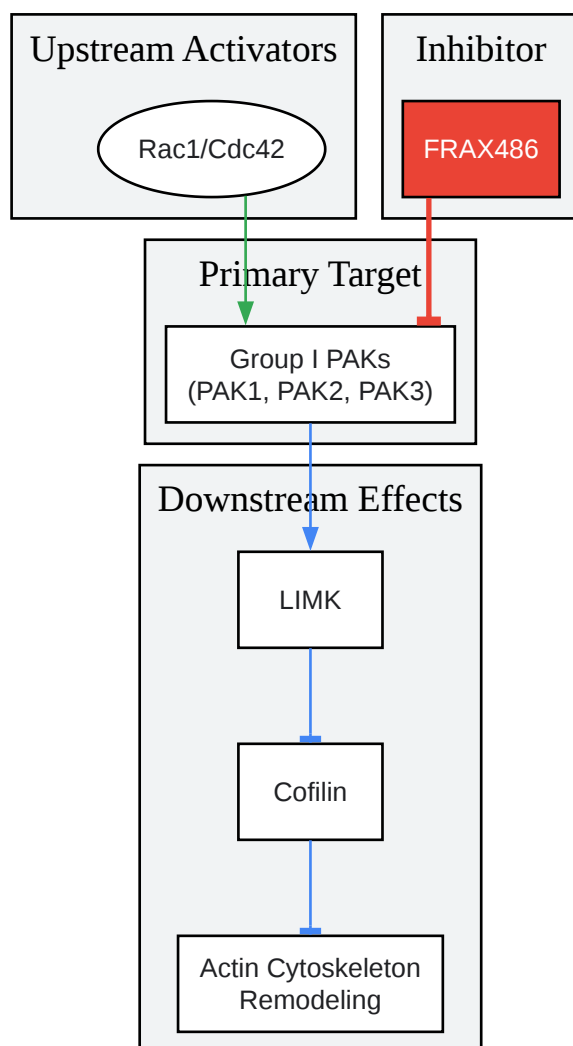 Upstream Activators
Inhibitor
Rac1/Cdc42
FRAX486
Primary Target
Group I PAKs
(PAK1, PAK2, PAK3)
Downstream Effects
LIMK
Cofilin
Actin Cytoskeleton
Remodeling